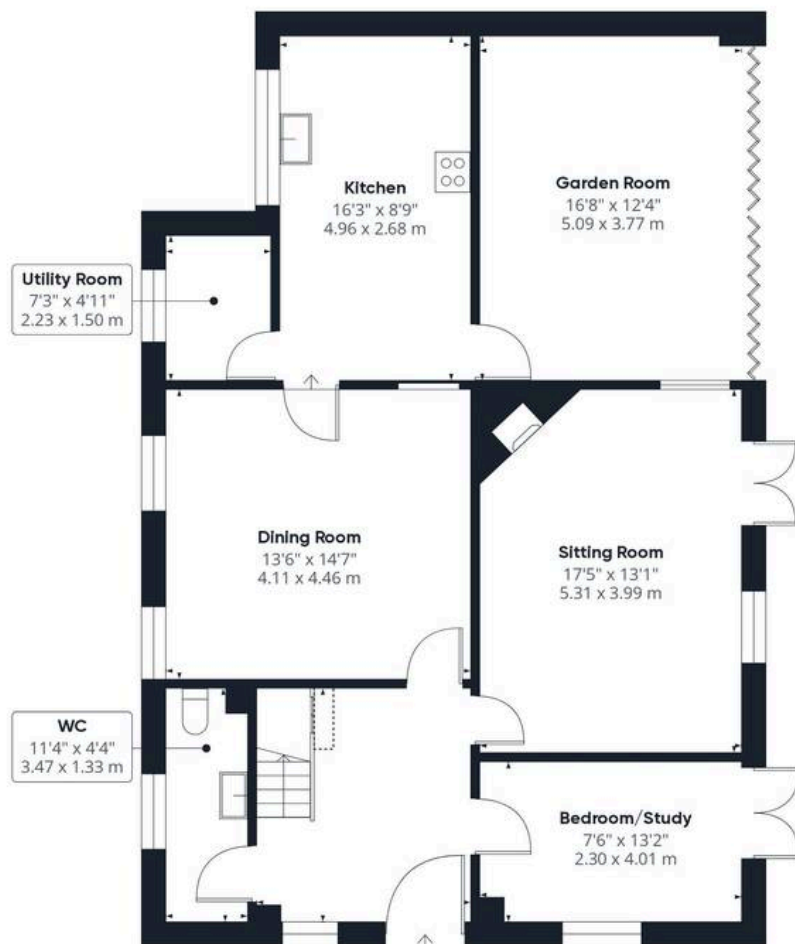 Kitchen
16'3" x 8'9"
4.96 x 2.68 m
Garden Room
16'8" x 12'4"
5.09 x 3.77 m
Utility Room
7'3" x 4'11"
2.23 x 1.50 m
Dining Room
13'6" x 14'7"
4.11 x 4.46 m
Sitting Room
17'5" x 13'1"
5.31 x 3.99 m
WC
11'4" x 4'4"
3.47 x 1.33 m
Bedroom/Study
7'6" x 13'2"
2.30 x 4.01 m